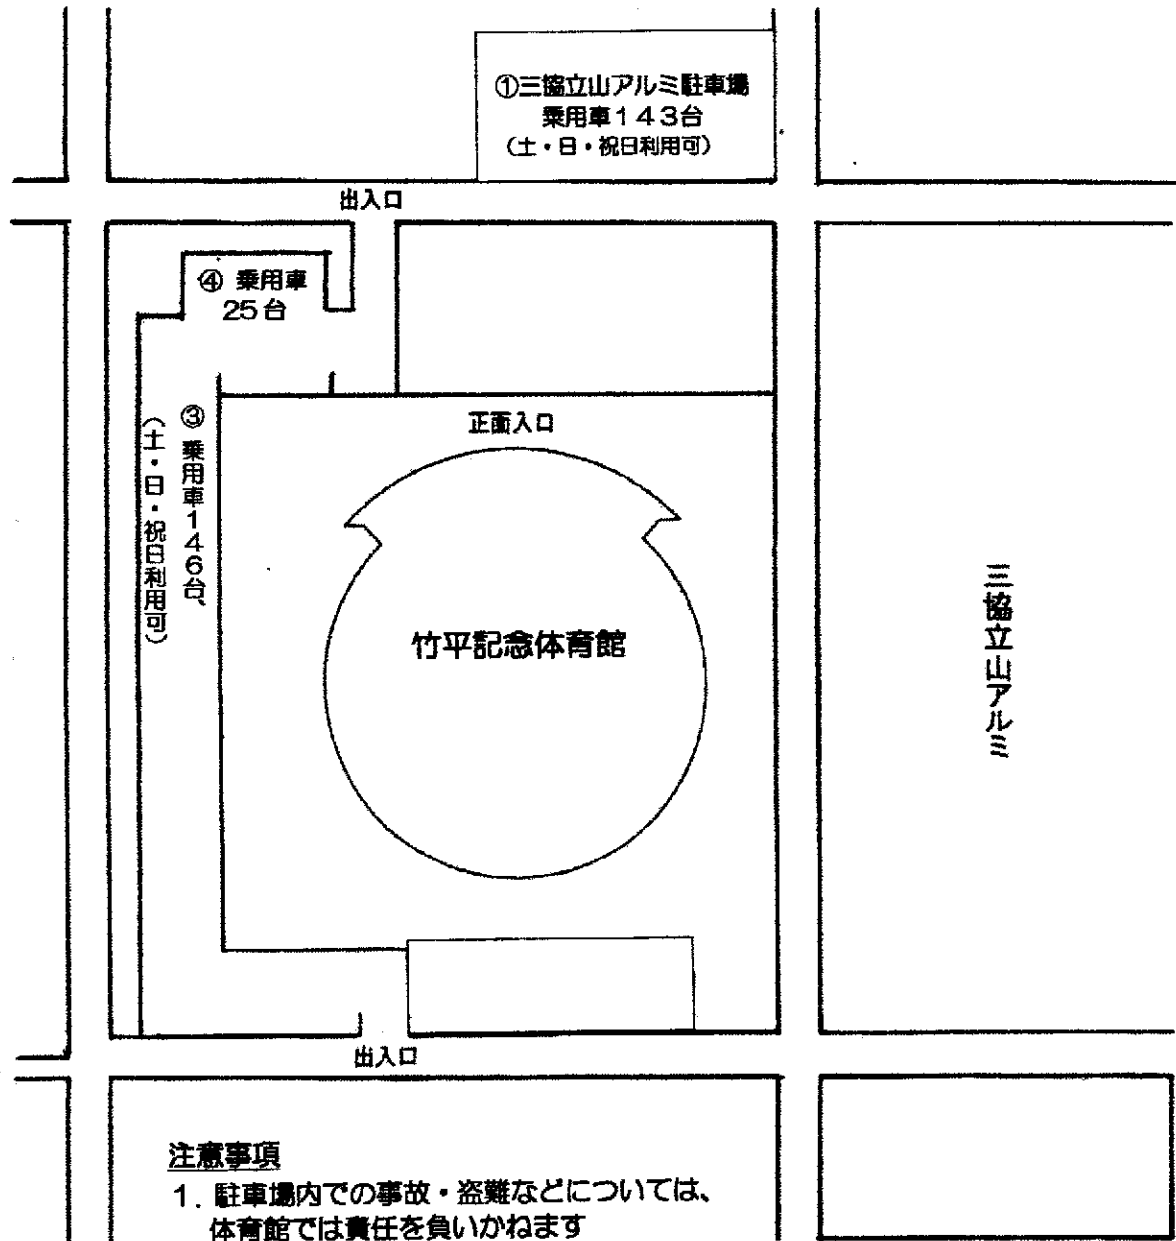 ①三協立山アルミ駐車場
乗用車143台
（土・日・祝日利用可）
出入口
④ 乗用車
25台
③ 乗用車146台、
（土・日・祝日利用可）
正面入口
竹平記念体育館
三協立山アルミ
出入口
注意事項
1. 駐車場内での事故・盗難などについては、
体育館では責任を負いかねます